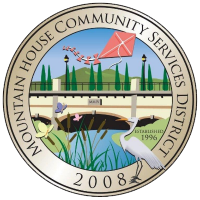 MOUNTAIN HOUSE COMMUNITY SERVICES DISTRICT
ESTABLISHED
1996
2008